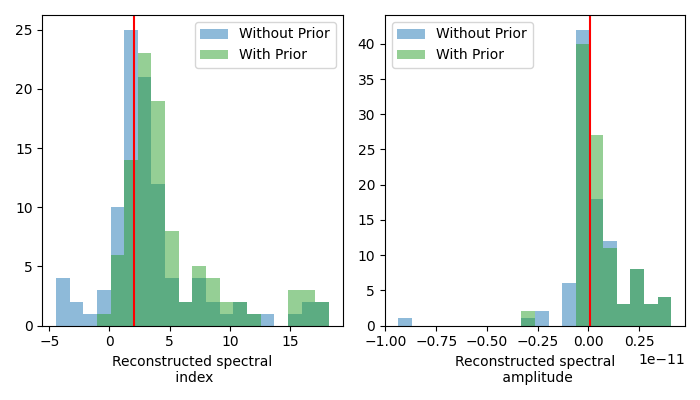 25
20
15
10
5
0
−5
0
5
10
15
Without Prior
With Prior
Reconstructed spectral
index
40
35
30
25
20
15
10
5
0
−1.00
−0.75
−0.50
−0.25
0.00
0.25
1e−11
Without Prior
With Prior
Reconstructed spectral
amplitude